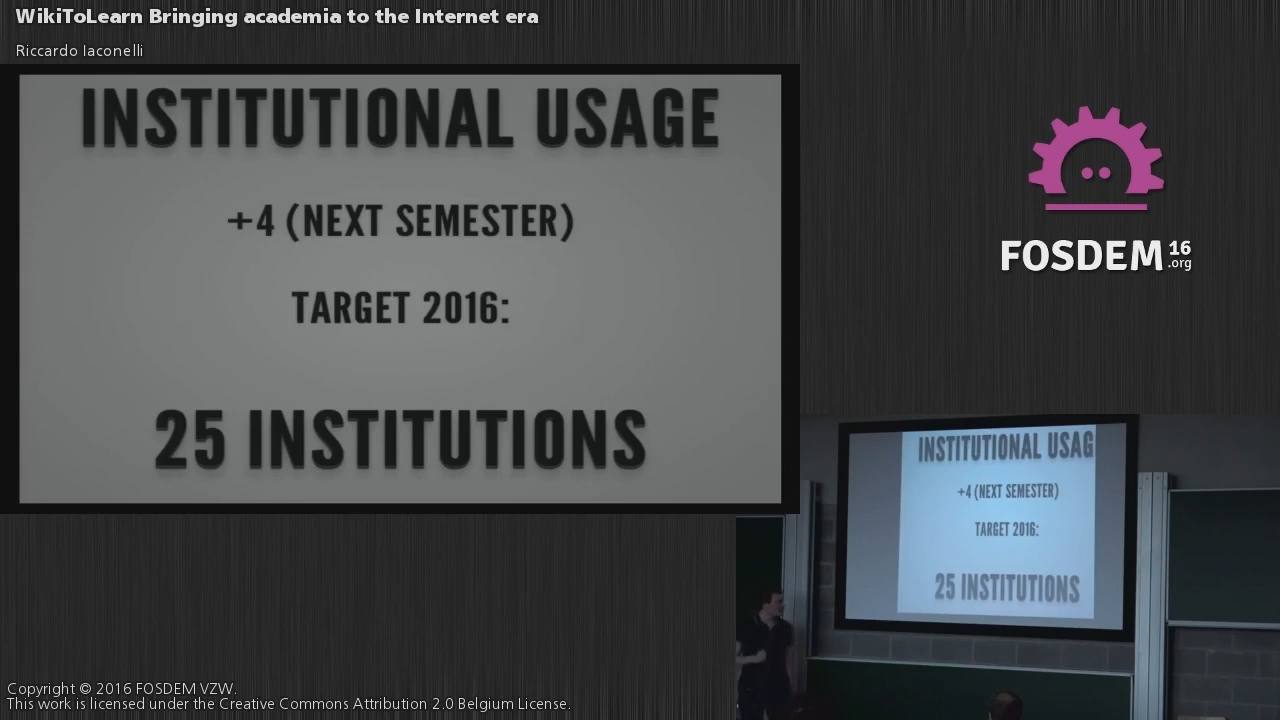 WikiToLearn Bringing academia to the Internet era
Riccardo Iaconelli
INSTITUTIONAL USAGE
+4 (NEXT SEMESTER)
TARGET 2016:
25 INSTITUTIONS
FOSDEM 16 .org
INSTITUTIONAL USAG
+4 (NEXT SEMESTER)
TARGET 2016:
25 INSTITUTIONS
Copyright © 2016 FOSDEM VZW.
This work is licensed under the Creative Commons Attribution 2.0 Belgium License.